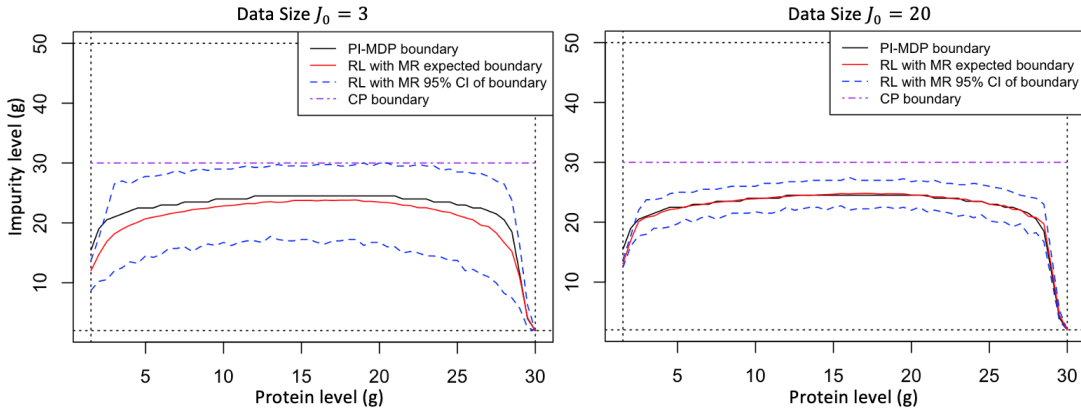 Data Size J₀ = 3
PI-MDP boundary
RL with MR expected boundary
RL with MR 95% CI of boundary
CP boundary
Impurity level (g)
50
40
30
20
10
5
10
15
20
25
30
Protein level (g)
Data Size J₀ = 20
PI-MDP boundary
RL with MR expected boundary
RL with MR 95% CI of boundary
CP boundary
50
40
30
20
10
5
10
15
20
25
30
Protein level (g)